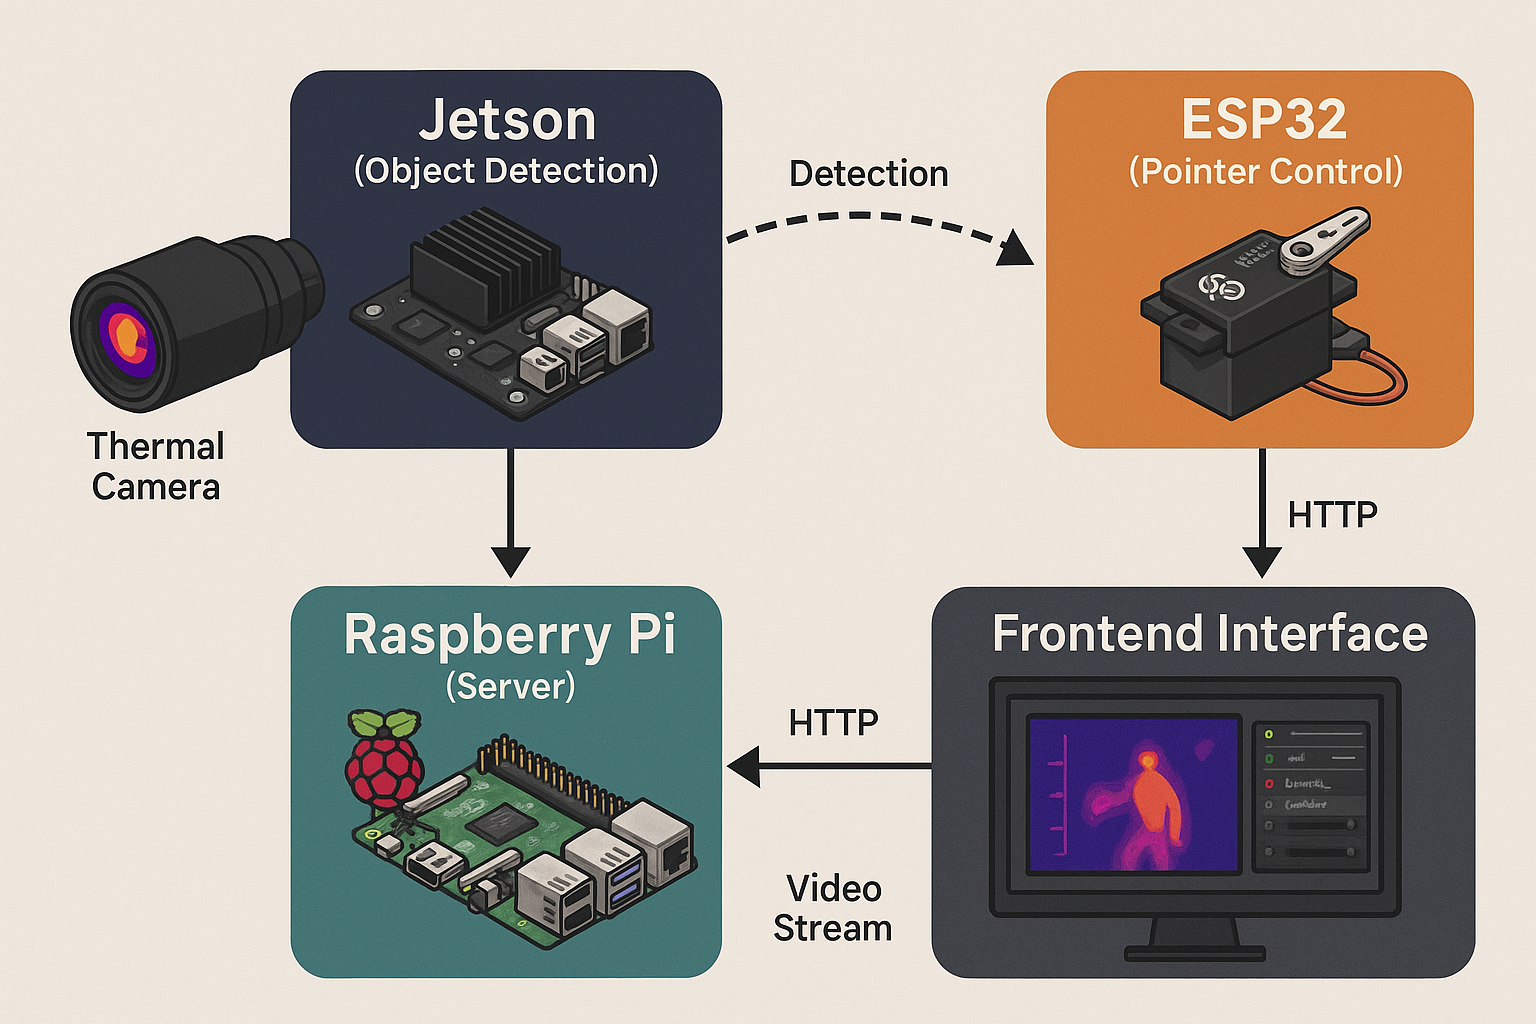 Jetson
(Object Detection)
Detection
ESP32
(Pointer Control)
Thermal
Camera
HTTP
Raspberry Pi
(Server)
HTTP
Video
Stream
Frontend Interface